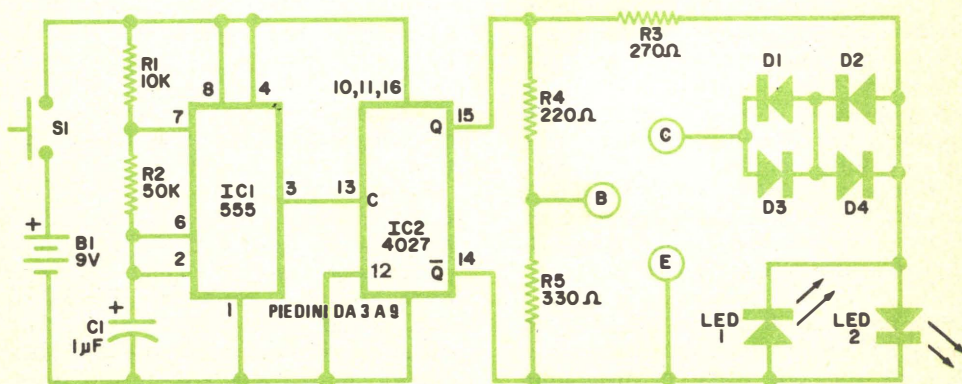 R1
10K
8
4
10,11,16
R3
270Ω
D1
D2
S1
7
15
Q
R4
220Ω
C
R2
50K
IC1
555
3
13
C
IC2
4027
B
D3
D4
+
B1
9V
6
2
12
Q̅
14
E
R5
330Ω
+
C1
1µF
1
PIEDINI DA 3 A 9
LED
1
LED
2